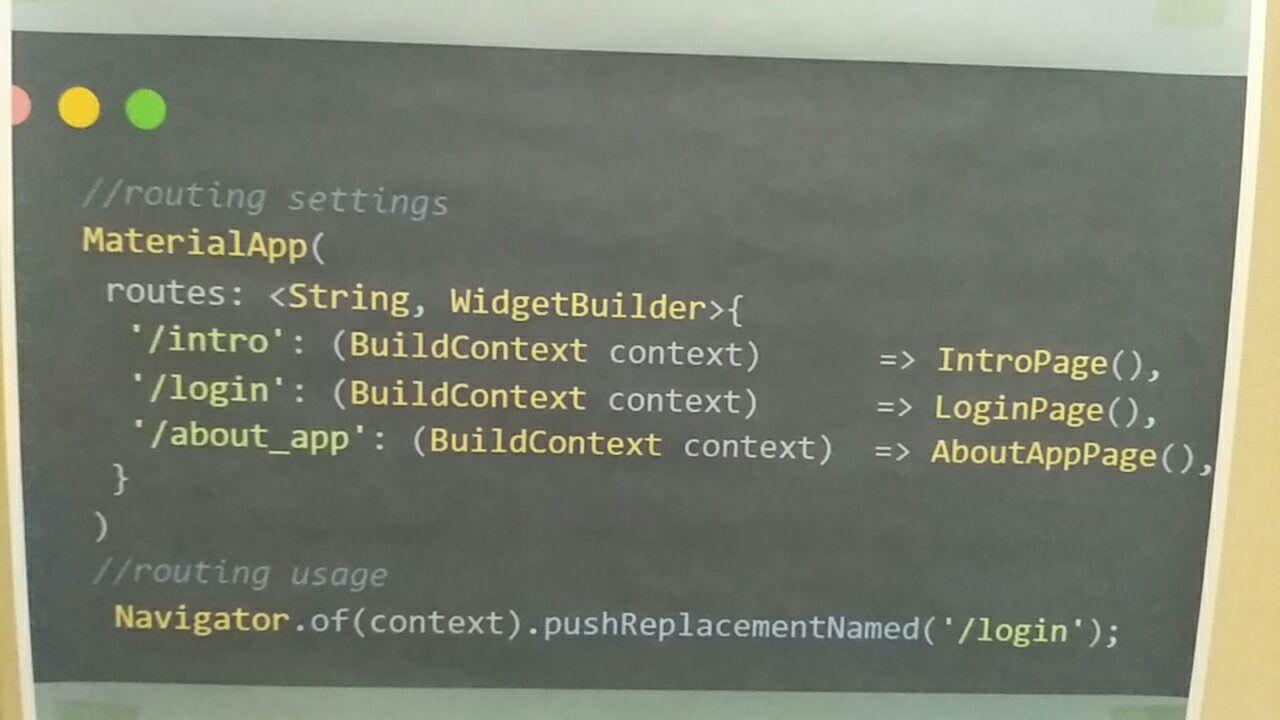 //routing settings
MaterialApp(
routes: <String, WidgetBuilder>{
'/intro': (BuildContext context) => IntroPage(),
'/login': (BuildContext context) => LoginPage(),
'/about_app': (BuildContext context) => AboutAppPage(),
}
)
//routing usage
Navigator.of(context).pushReplacementNamed('/login');